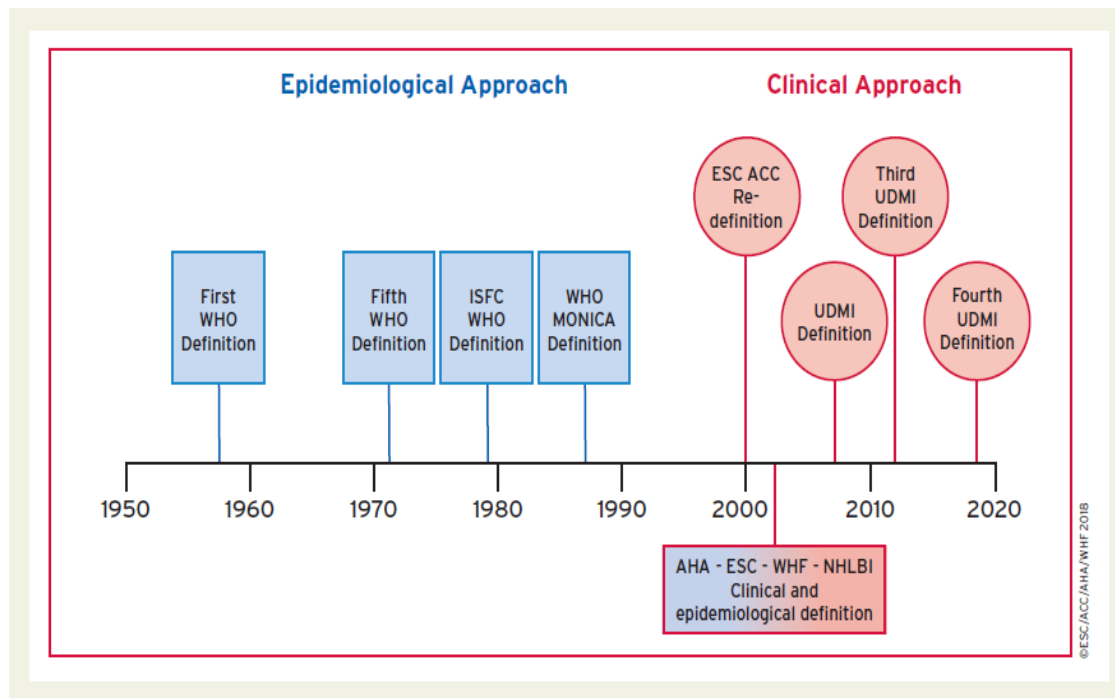 Epidemiological Approach
Clinical Approach
First
WHO
Definition
Fifth
WHO
Definition
ISFC
WHO
Definition
WHO
MONICA
Definition
ESC ACC
Re-
definition
UDMI
Definition
Third
UDMI
Definition
Fourth
UDMI
Definition
1950
1960
1970
1980
1990
2000
2010
2020
AHA - ESC - WHF - NHLBI
Clinical and
epidemiological definition
©ESC/ACC/AHA/WHF 2018